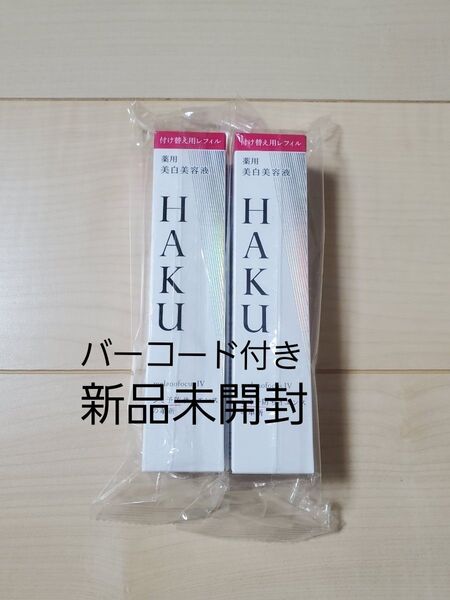 付け替え用レフィル
薬用
美白美容液
HAKU
付け替え用レフィル
薬用
美白美容液
HAKU
バーコード付き
新品未開封